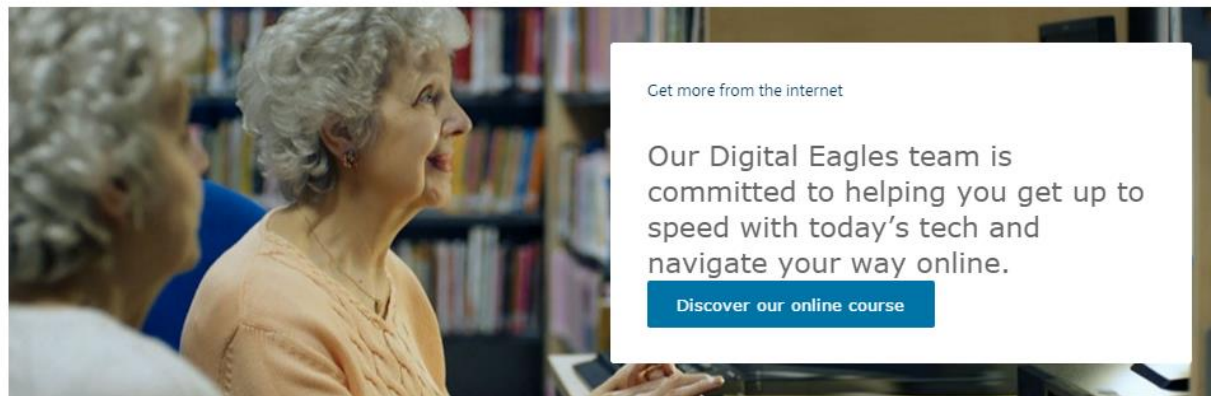 Get more from the internet
Our Digital Eagles team is
committed to helping you get up to
speed with today’s tech and
navigate your way online.
Discover our online course